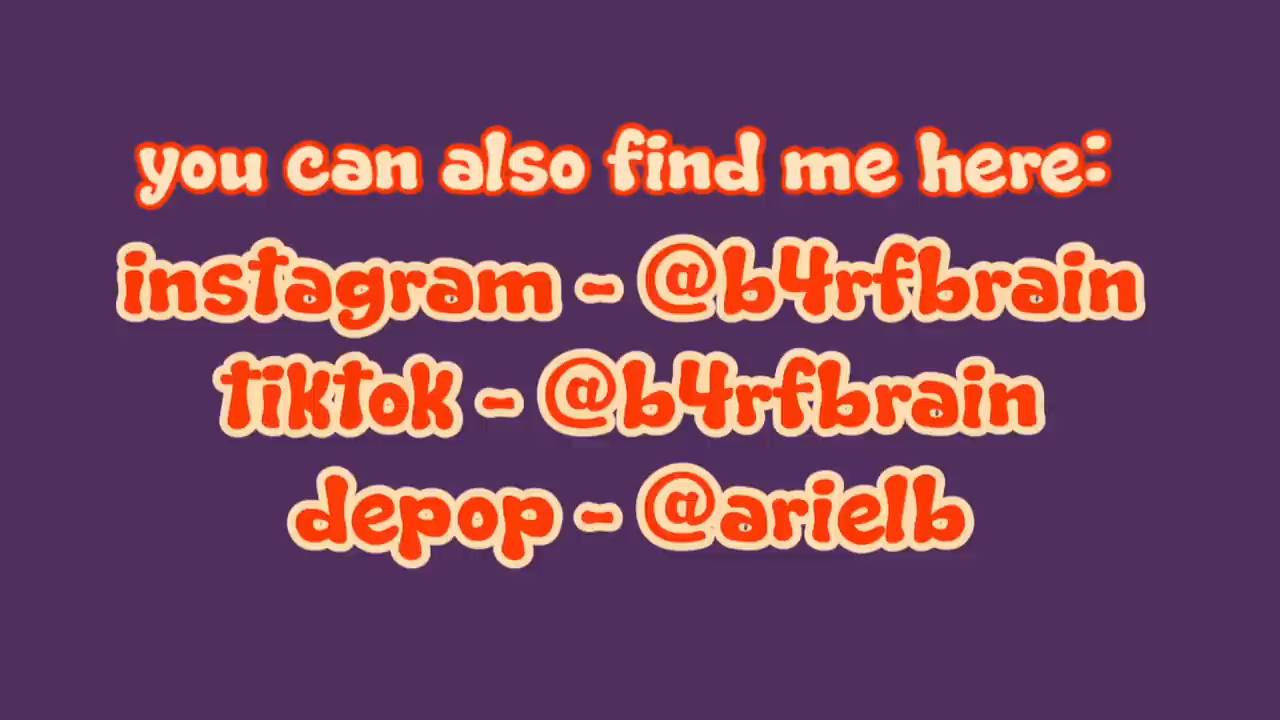 you can also find me here:
instagram - @b4rfbrain
tiktok - @b4rfbrain
depop - @arielb